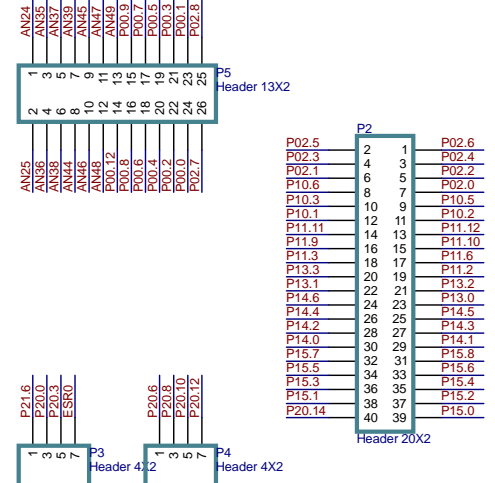 AN24 AN35 AN37 AN39 AN45 AN47 AN49 P00.9 P00.7 P00.5 P00.3 P00.1 P02.8
1 3 5 7 9 11 13 15 17 19 21 23 25
P5
Header 13X2
2 4 6 8 10 12 14 16 18 20 22 24 26
AN25 AN36 AN38 AN44 AN46 AN48 P00.12 P00.8 P00.6 P00.4 P00.2 P00.0 P02.7
P2
P02.5 2 1 P02.6
P02.3 4 3 P02.4
P02.1 6 5 P02.2
P10.6 8 7 P02.0
P10.3 10 9 P10.5
P10.1 12 11 P10.2
P11.11 14 13 P11.12
P11.9 16 15 P11.10
P11.3 18 17 P11.6
P13.3 20 19 P11.2
P13.1 22 21 P13.2
P14.6 24 23 P13.0
P14.4 26 25 P14.5
P14.2 28 27 P14.3
P14.0 30 29 P14.1
P15.7 32 31 P15.8
P15.5 34 33 P15.6
P15.3 36 35 P15.4
P15.1 38 37 P15.2
P20.14 40 39 P15.0
Header 20X2
P21.6 P20.0 P20.3 ESR0
1 3 5 7
P3
Header 4X2
P20.6 P20.8 P20.10 P20.12
1 3 5 7
P4
Header 4X2